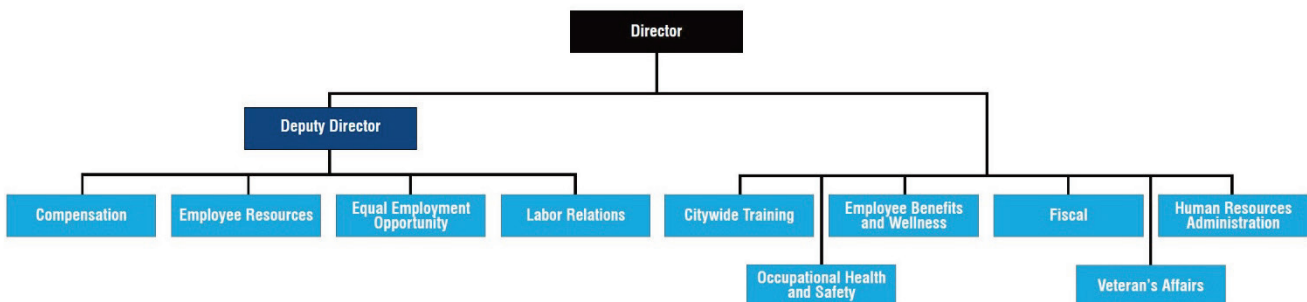 Director
Deputy Director
Compensation
Employee Resources
Equal Employment
Opportunity
Labor Relations
Citywide Training
Employee Benefits
and Wellness
Fiscal
Human Resources
Administration
Occupational Health
and Safety
Veteran's Affairs